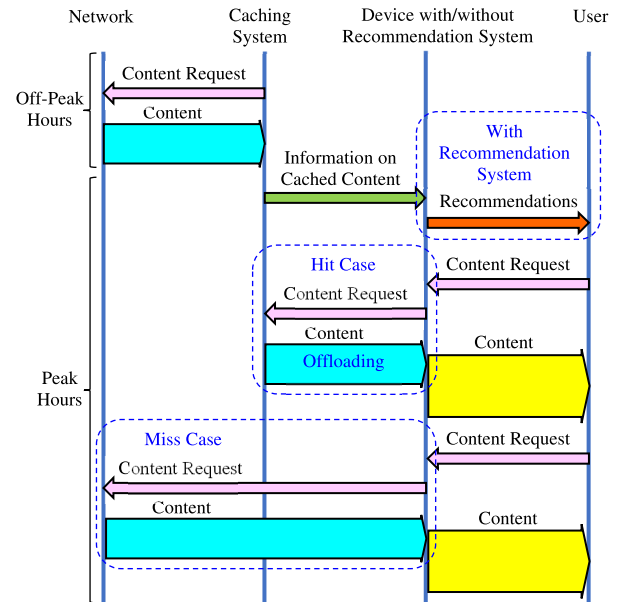 Network
Caching
System
Device with/without
Recommendation System
User
Off-Peak
Hours
Content Request
Content
Information on
Cached Content
With
Recommendation
System
Recommendations
Hit Case
Content Request
Content Request
Content
Offloading
Content
Peak
Hours
Miss Case
Content Request
Content Request
Content
Content